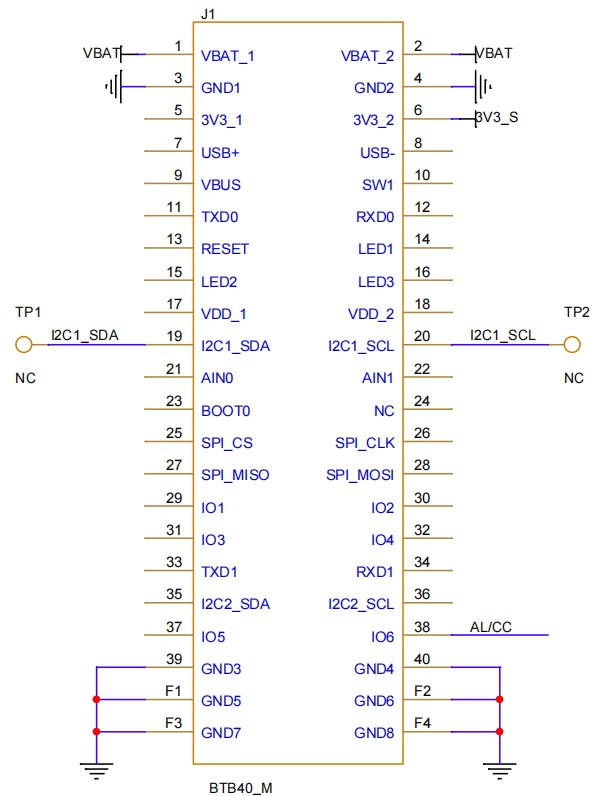 J1
VBAT 1 VBAT_1 VBAT_2 2 VBAT
3 GND1 GND2 4
5 3V3_1 3V3_2 6 3V3_S
7 USB+ USB- 8
9 VBUS SW1 10
11 TXD0 RXD0 12
13 RESET LED1 14
15 LED2 LED3 16
TP1 17 VDD_1 VDD_2 18 TP2
I2C1_SDA 19 I2C1_SDA I2C1_SCL 20 I2C1_SCL
NC 21 AIN0 AIN1 22 NC
23 BOOT0 NC 24
25 SPI_CS SPI_CLK 26
27 SPI_MISO SPI_MOSI 28
29 IO1 IO2 30
31 IO3 IO4 32
33 TXD1 RXD1 34
35 I2C2_SDA I2C2_SCL 36
37 IO5 IO6 38 AL/CC
39 GND3 GND4 40
F1 GND5 GND6 F2
F3 GND7 GND8 F4
BTB40_M